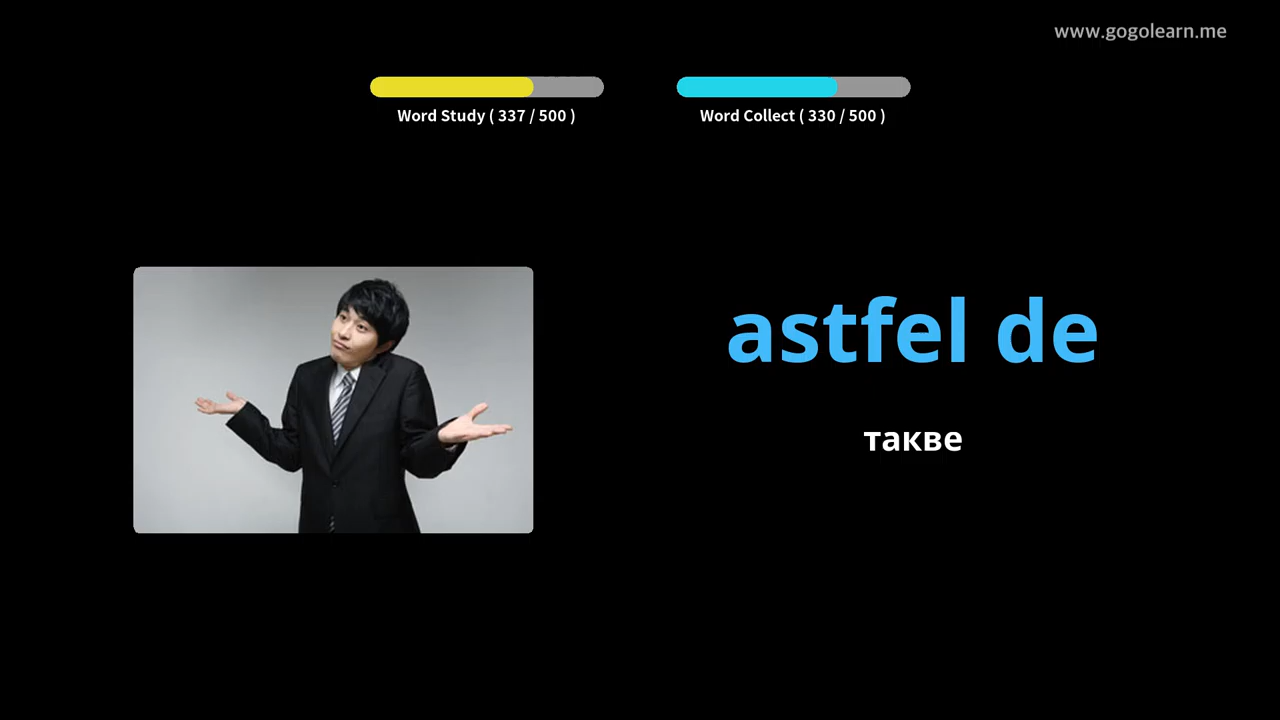 www.gogolearn.me
Word Study ( 337 / 500 )
Word Collect ( 330 / 500 )
astfel de
такве